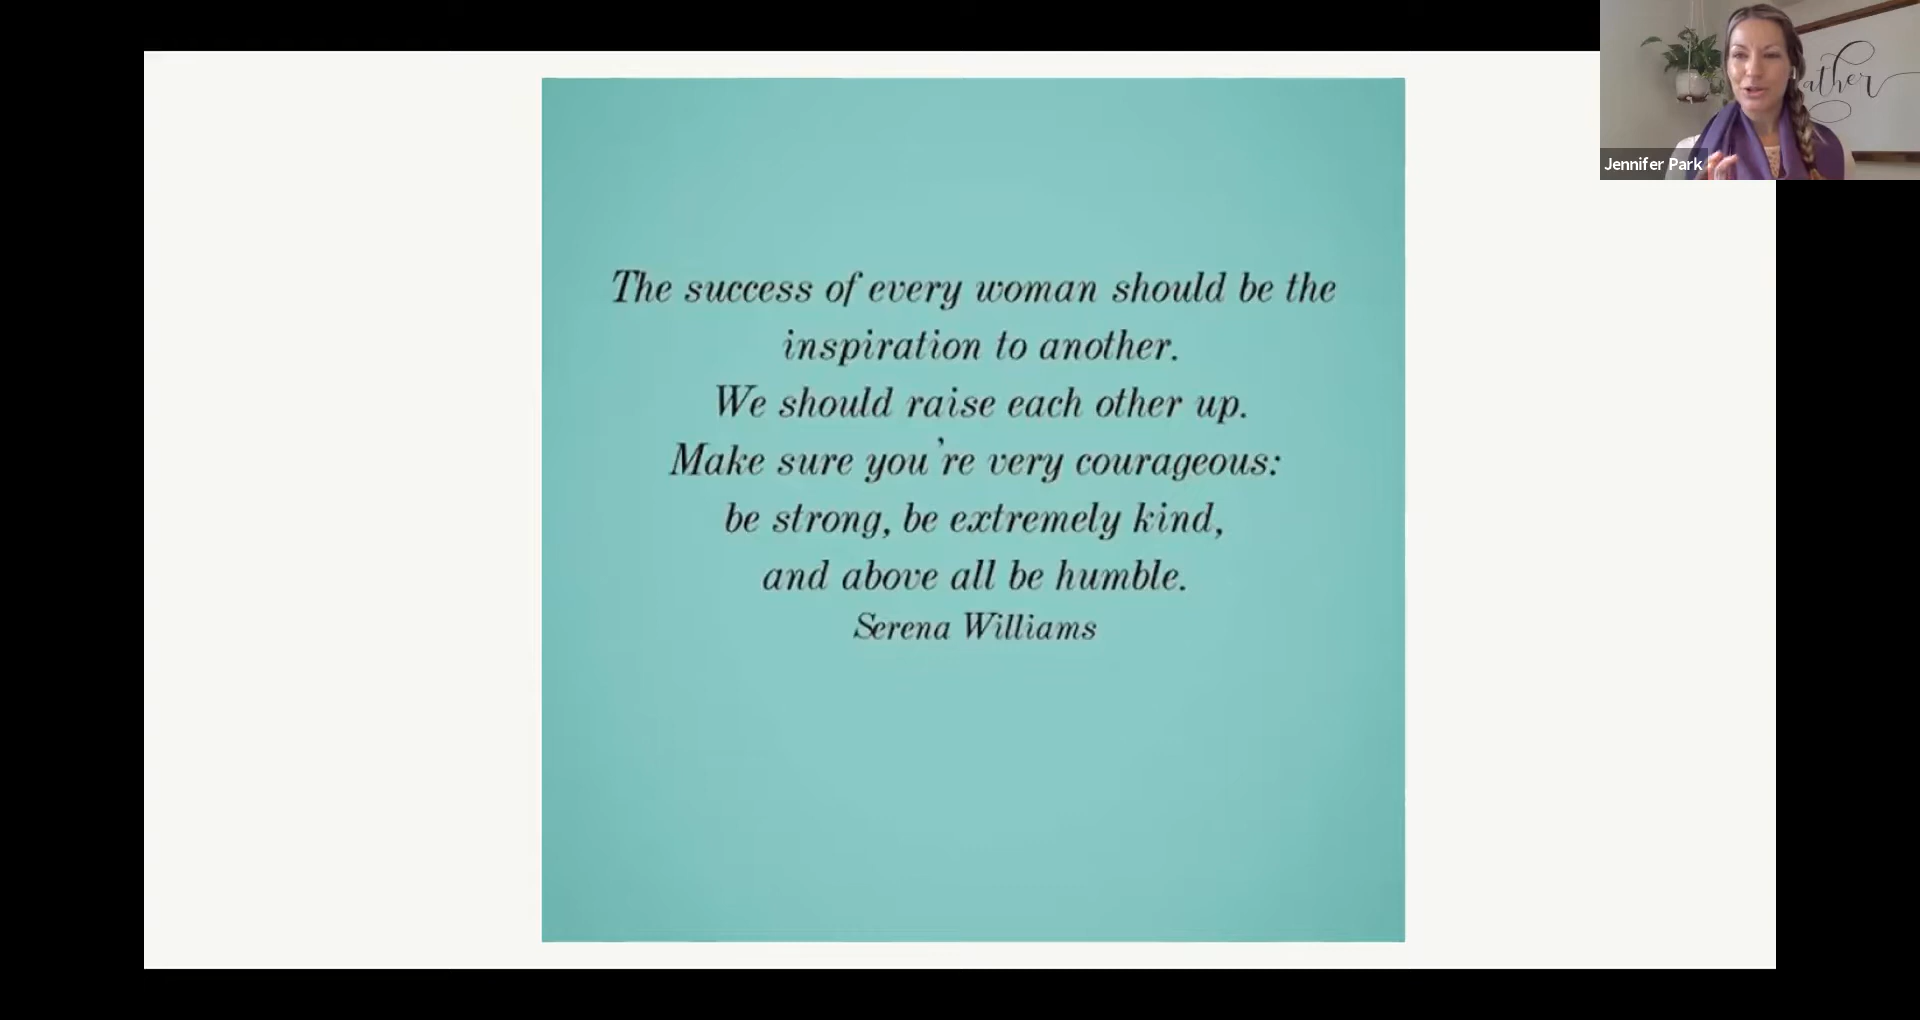 The success of every woman should be the
inspiration to another.
We should raise each other up.
Make sure you're very courageous:
be strong, be extremely kind,
and above all be humble.
Serena Williams
ather
Jennifer Park